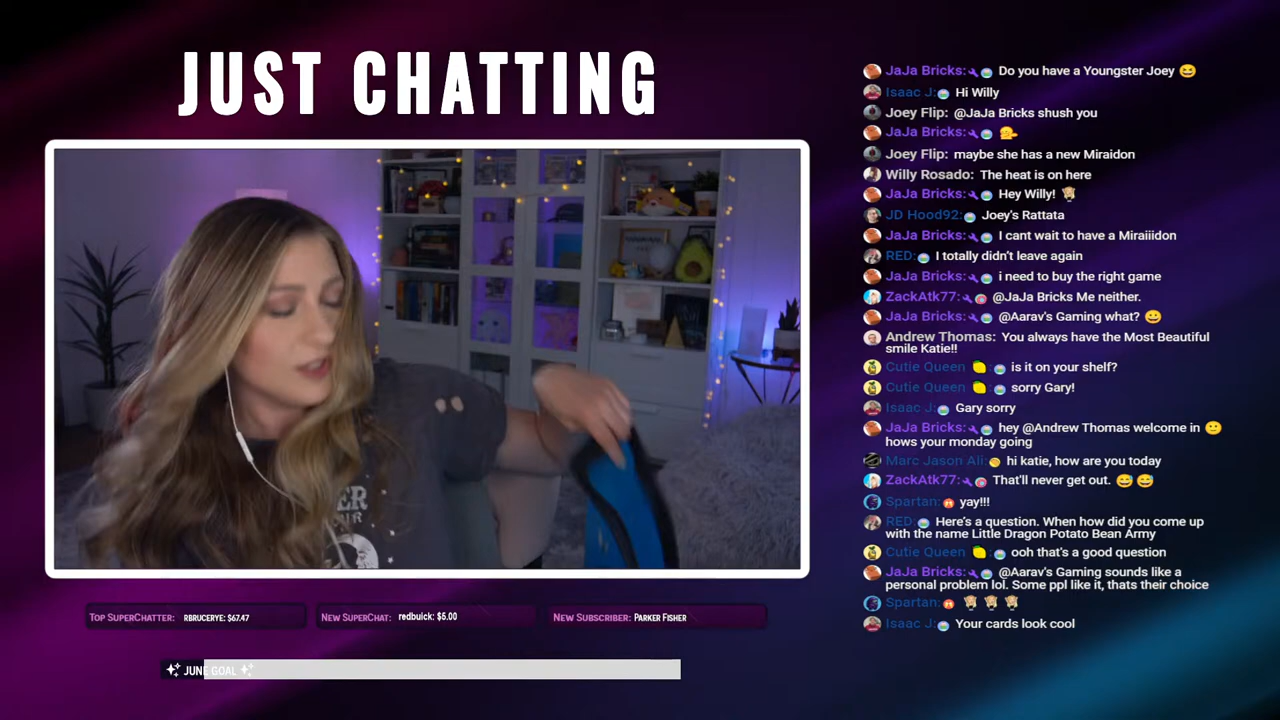 JUST CHATTING
JaJa Bricks: Do you have a Youngster Joey
Isaac J: Hi Willy
Joey Flip: @JaJa Bricks shush you
JaJa Bricks:
Joey Flip: maybe she has a new Miraidon
Willy Rosado: The heat is on here
JaJa Bricks: Hey Willy!
JD Hood92: Joey's Rattata
JaJa Bricks: I cant wait to have a Miraiiidon
RED: I totally didn't leave again
JaJa Bricks: i need to buy the right game
ZackAtk77: @JaJa Bricks Me neither.
JaJa Bricks: @Aarav's Gaming what?
Andrew Thomas: You always have the Most Beautiful
smile Katie!!
Cutie Queen : is it on your shelf?
Cutie Queen : sorry Gary!
Isaac J: Gary sorry
JaJa Bricks: hey @Andrew Thomas welcome in
hows your monday going
Marc Jason Ali: hi katie, how are you today
ZackAtk77: That'll never get out.
Spartan: yay!!!
RED: Here's a question. When how did you come up
with the name Little Dragon Potato Bean Army
Cutie Queen : ooh that's a good question
JaJa Bricks: @Aarav's Gaming sounds like a
personal problem lol. Some ppl like it, thats their choice
Spartan:
Isaac J: Your cards look cool
TOP SUPERCHATTER: RBRUCERYE: $67.47
NEW SUPERCHAT: redbuick: $5.00
NEW SUBSCRIBER: PARKER FISHER
JUNE GOAL